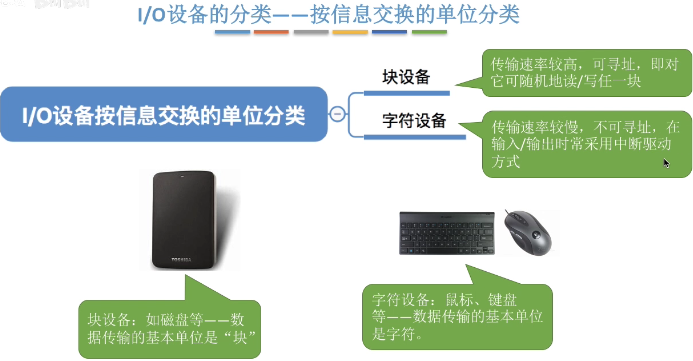 I/O设备的分类——按信息交换的单位分类
I/O设备按信息交换的单位分类
块设备
传输速率较高，可寻址，即对
它可随机地读/写任一块
字符设备
传输速率较慢，不可寻址，在
输入/输出时常采用中断驱动
方式
TOSHIBA
块设备：如磁盘等——数
据传输的基本单位是“块”
字符设备：鼠标、键盘
等——数据传输的基本单位
是字符。